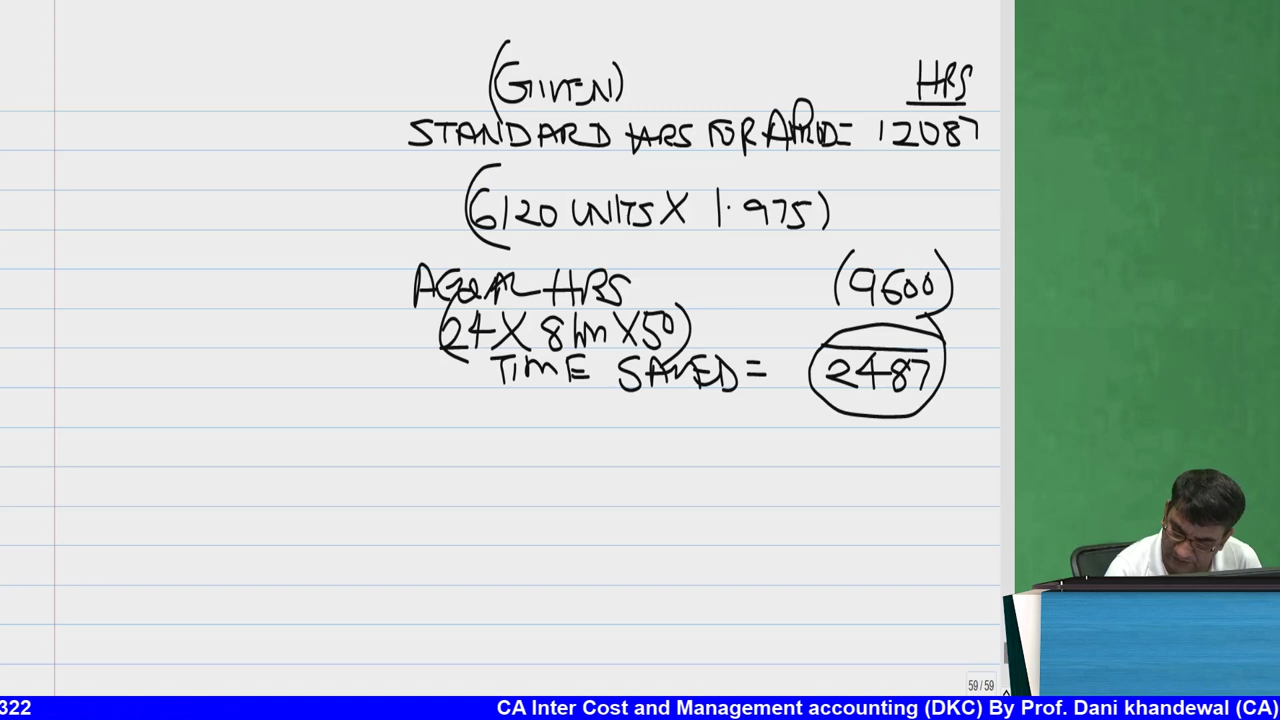 (GIVEN)
HRS
STANDARD HRS FOR A.PROD= 12087
(6120 UNITS X 1.975)
ACTUAL HRS (9600)
(24 X 8 hrs X 50)
TIME SAVED = 2487
59 / 59
322 CA Inter Cost and Management accounting (DKC) By Prof. Dani khandewal (CA)